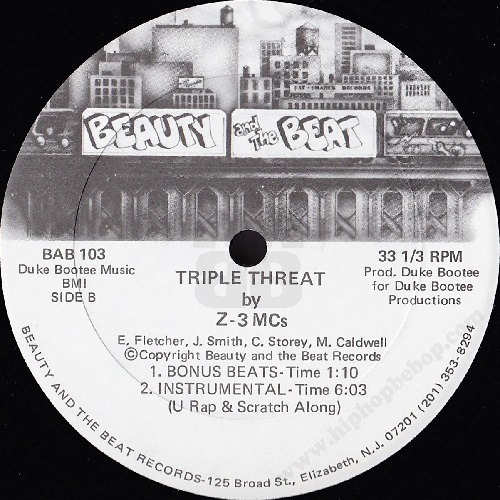 BEAUTY and The BEAT
BAB 103
Duke Bootee Music
BMI
SIDE B
33 1/3 RPM
Prod. Duke Bootee
for Duke Bootee
Productions
TRIPLE THREAT
by
Z-3 MCs
E. Fletcher, J. Smith, C. Storey, M. Caldwell
©Copyright Beauty and the Beat Records
1. BONUS BEATS-Time 1:10
2. INSTRUMENTAL-Time 6:03
(U Rap & Scratch Along)
BEAUTY AND THE BEAT RECORDS-125 Broad St., Elizabeth, N.J. 07201 (201) 353-8294
www.hiphopbebop.com